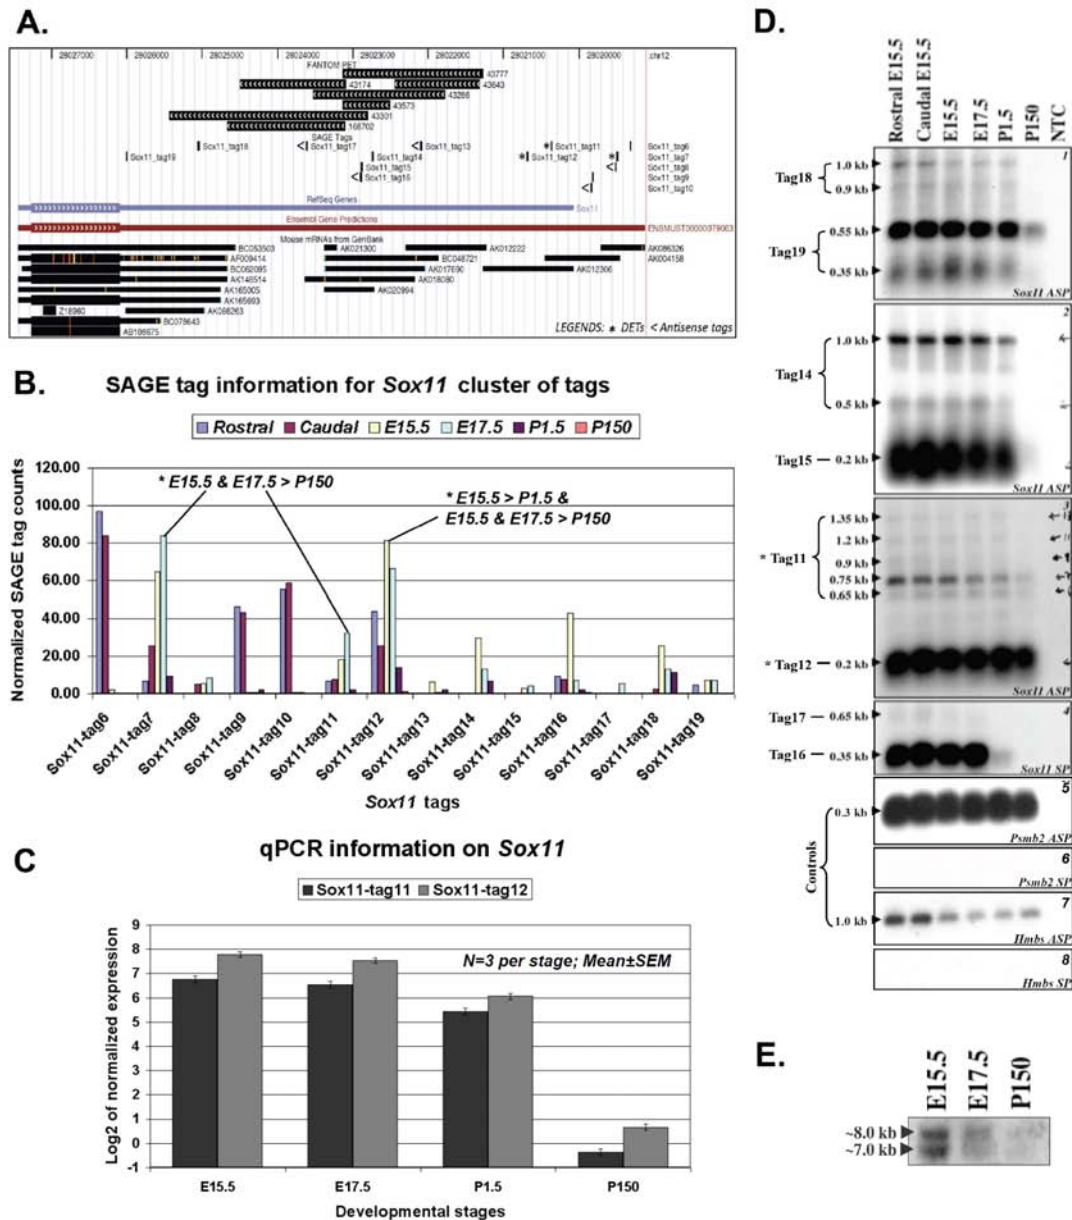 A.
28027000 28026000 28025000 28024000 28023000 28022000 28021000 28020000 chr12
FANTOM PET
43777
43174 43643
43266
43573
43301
166702
SAGE Tags
Sox11_tag18 Sox11_tag17 Sox11_tag13 Sox11_tag11 Sox11_tag6
Sox11_tag19 Sox11_tag14 Sox11_tag12 Sox11_tag7
Sox11_tag15 Sox11_tag8
Sox11_tag16 Sox11_tag9
Sox11_tag10
RefSeq Genes
Sox11
Ensembl Gene Predictions
Mouse mRNAs from GenBank
BC053503 AK021300 AK012222 AK086326
AF009414 BC048721 AK004158
BC062095 AK017690 AK012306
AK148514 AK018080
AK165005 AK020994
AK165693
Z18960 AK088263
BC078643
AB108675
LEGENDS: * DETs < Antisense tags
B.
SAGE tag information for Sox11 cluster of tags
Rostral Caudal E15.5 E17.5 P1.5 P150
Normalized SAGE tag counts
120.00
100.00
80.00
60.00
40.00
20.00
0.00
* E15.5 & E17.5 > P150
* E15.5 > P1.5 &
E15.5 & E17.5 > P150
Sox11-tag6 Sox11-tag7 Sox11-tag8 Sox11-tag9 Sox11-tag10 Sox11-tag11 Sox11-tag12 Sox11-tag13 Sox11-tag14 Sox11-tag15 Sox11-tag16 Sox11-tag17 Sox11-tag18 Sox11-tag19
Sox11 tags
C
qPCR information on Sox11
Sox11-tag11 Sox11-tag12
N=3 per stage; Mean±SEM
Log2 of normalized expression
9
8
7
6
5
4
3
2
1
0
-1
E15.5 E17.5 P1.5 P150
Developmental stages
D.
Rostral E15.5 Caudal E15.5 E15.5 E17.5 P1.5 P150 NTC
1
Tag18 1.0 kb
0.9 kb
0.55 kb
Tag19
0.35 kb
Sox11 ASP
2
1.0 kb
Tag14
0.5 kb
Tag15 0.2 kb
Sox11 ASP
3
1.35 kb
1.2 kb
* Tag11
0.9 kb
0.75 kb
0.65 kb
* Tag12 0.2 kb
Sox11 ASP
4
Tag17 0.65 kb
Tag16 0.35 kb
Sox11 SP
5
0.3 kb
Psmb2 ASP
Controls
6
Psmb2 SP
7
1.0 kb
Hmbs ASP
8
Hmbs SP
E.
E15.5 E17.5 P150
~8.0 kb
~7.0 kb